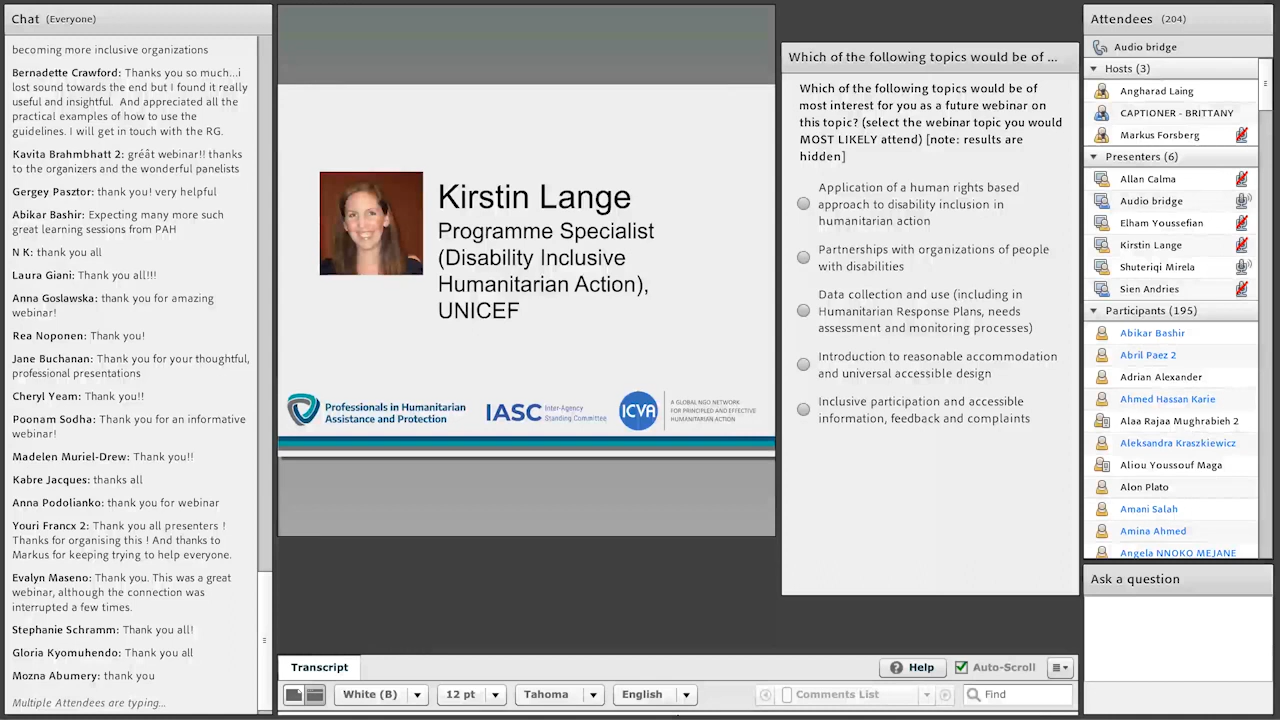 Chat (Everyone)
becoming more inclusive organizations
Bernadette Crawford: Thank you so much...i
lost sound towards the end but I found it really
useful and insightful. And appreciated all the
practical examples of how to use the
guidelines. I will get in touch with the RG.
Kavita Brahmbhatt 2: gréât webinar!! thanks
to the organizers and the wonderful panelists
Gergey Pasztor: thank you! very helpful
Abikar Bashir: Expecting many more such
great learning sessions from PAH
N K: thank you all
Laura Giani: Thank you all!!!
Anna Goslawska: thank you for amazing
webinar!
Rea Noponen: Thank you!
Jane Buchanan: Thank you for your thoughtful,
professional presentations
Cheryl Yeam: Thank you!!
Poonam Sodha: Thank you for an informative
webinar!
Madelen Muriel-Drew: Thank you!!
Kabre Jacques: thanks all
Anna Podolianko: thank you for webinar
Youri Francx 2: Thank you all presenters !
Thanks for organising this ! And thanks to
Markus for keeping trying to help everyone.
Evalyn Maseno: Thank you. This was a great
webinar, although the connection was
interrupted a few times.
Stephanie Schramm: Thank you all!
Gloria Kyomuhendo: Thank you all
Mozna Abumery: thank you
Multiple Attendees are typing...
Kirstin Lange
Programme Specialist
(Disability Inclusive
Humanitarian Action),
UNICEF
Professionals in Humanitarian
Assistance and Protection
IASC Inter-Agency
Standing Committee
ICVA
A GLOBAL NGO NETWORK
FOR PRINCIPLED AND EFFECTIVE
HUMANITARIAN ACTION
Transcript
Help
Auto-Scroll
White (B)
12 pt
Tahoma
English
Comments List
Find
Which of the following topics would be of ...
Which of the following topics would be of
most interest for you as a future webinar on
this topic? (select the webinar topic you would
MOST LIKELY attend) [note: results are
hidden]
Application of a human rights based
approach to disability inclusion in
humanitarian action
Partnerships with organizations of people
with disabilities
Data collection and use (including in
Humanitarian Response Plans, needs
assessment and monitoring processes)
Introduction to reasonable accommodation
and universal accessible design
Inclusive participation and accessible
information, feedback and complaints
Attendees (204)
Audio bridge
Hosts (3)
Angharad Laing
CAPTIONER - BRITTANY
Markus Forsberg
Presenters (6)
Allan Calma
Audio bridge
Elham Youssefian
Kirstin Lange
Shuteriqi Mirela
Sien Andries
Participants (195)
Abikar Bashir
Abril Paez 2
Adrian Alexander
Ahmed Hassan Karie
Alaa Rajaa Mughrabieh 2
Aleksandra Kraszkiewicz
Aliou Youssouf Maga
Alon Plato
Amani Salah
Amina Ahmed
Angela NNOKO MEJANE
Ask a question